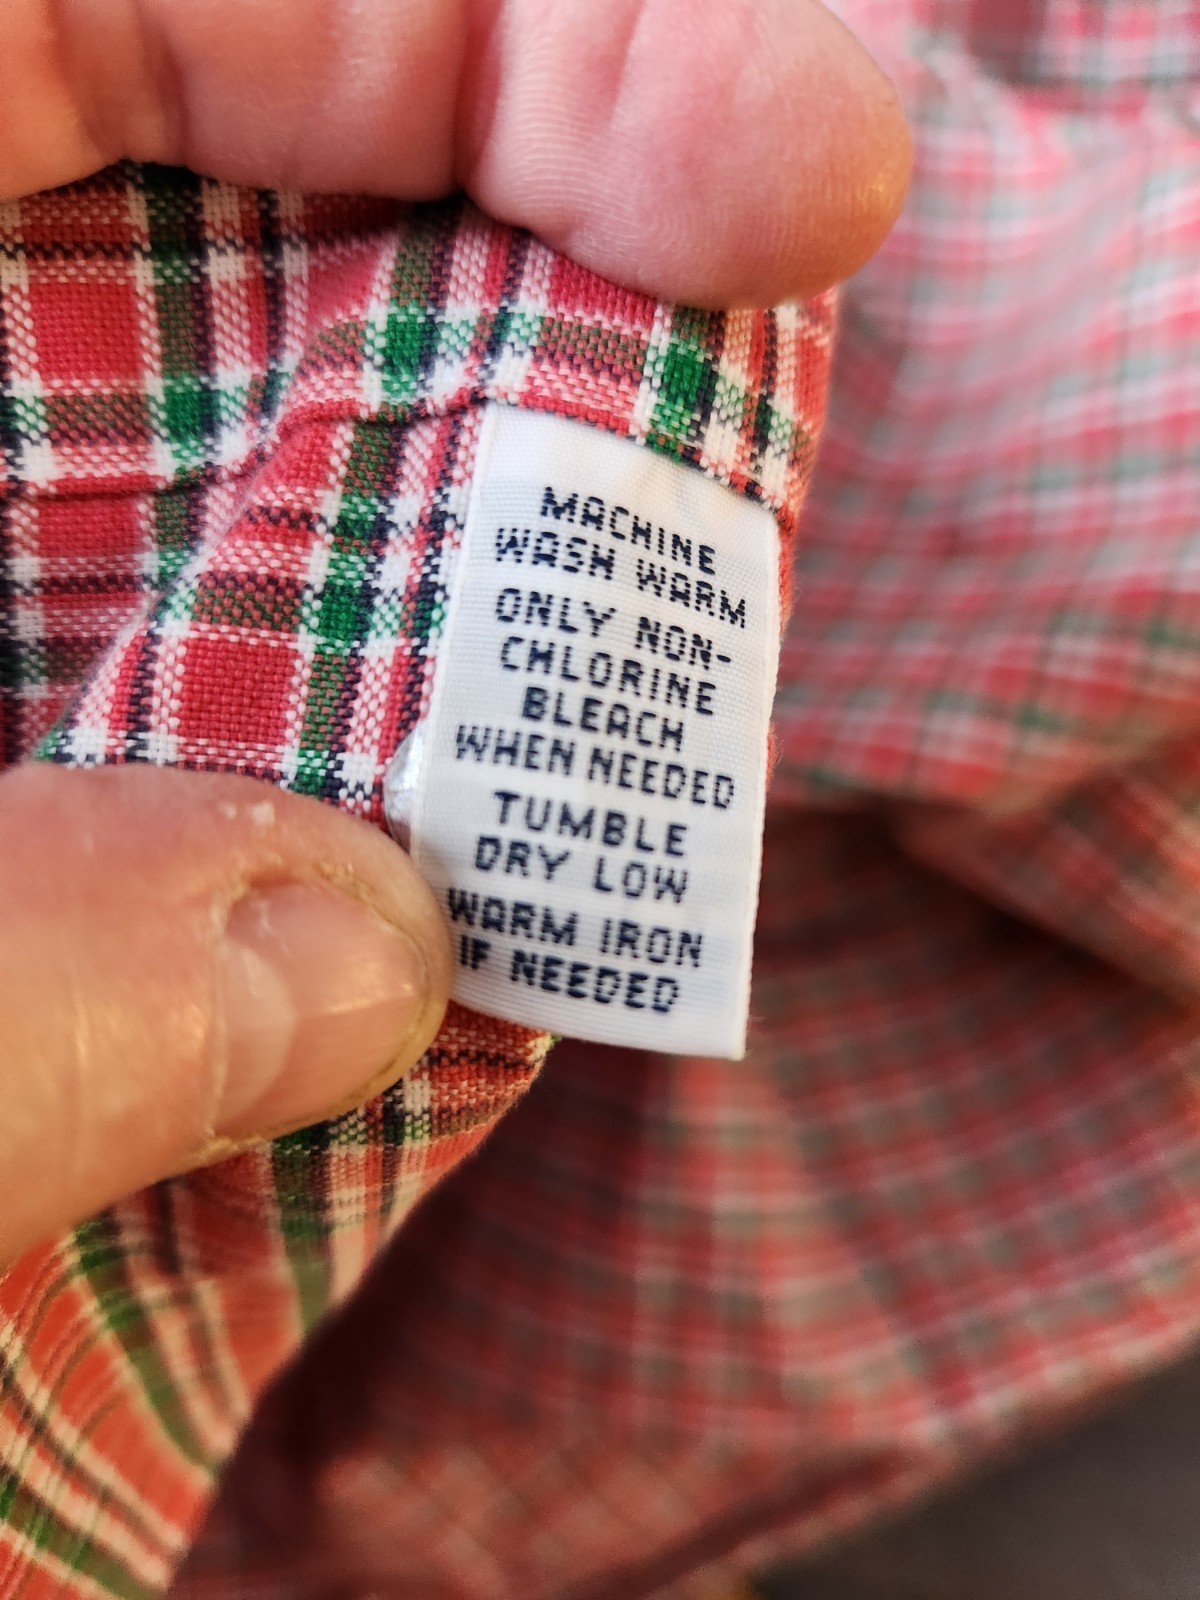 MACHINE
WASH WARM
ONLY NON-
CHLORINE
BLEACH
WHEN NEEDED
TUMBLE
DRY LOW
WARM IRON
IF NEEDED